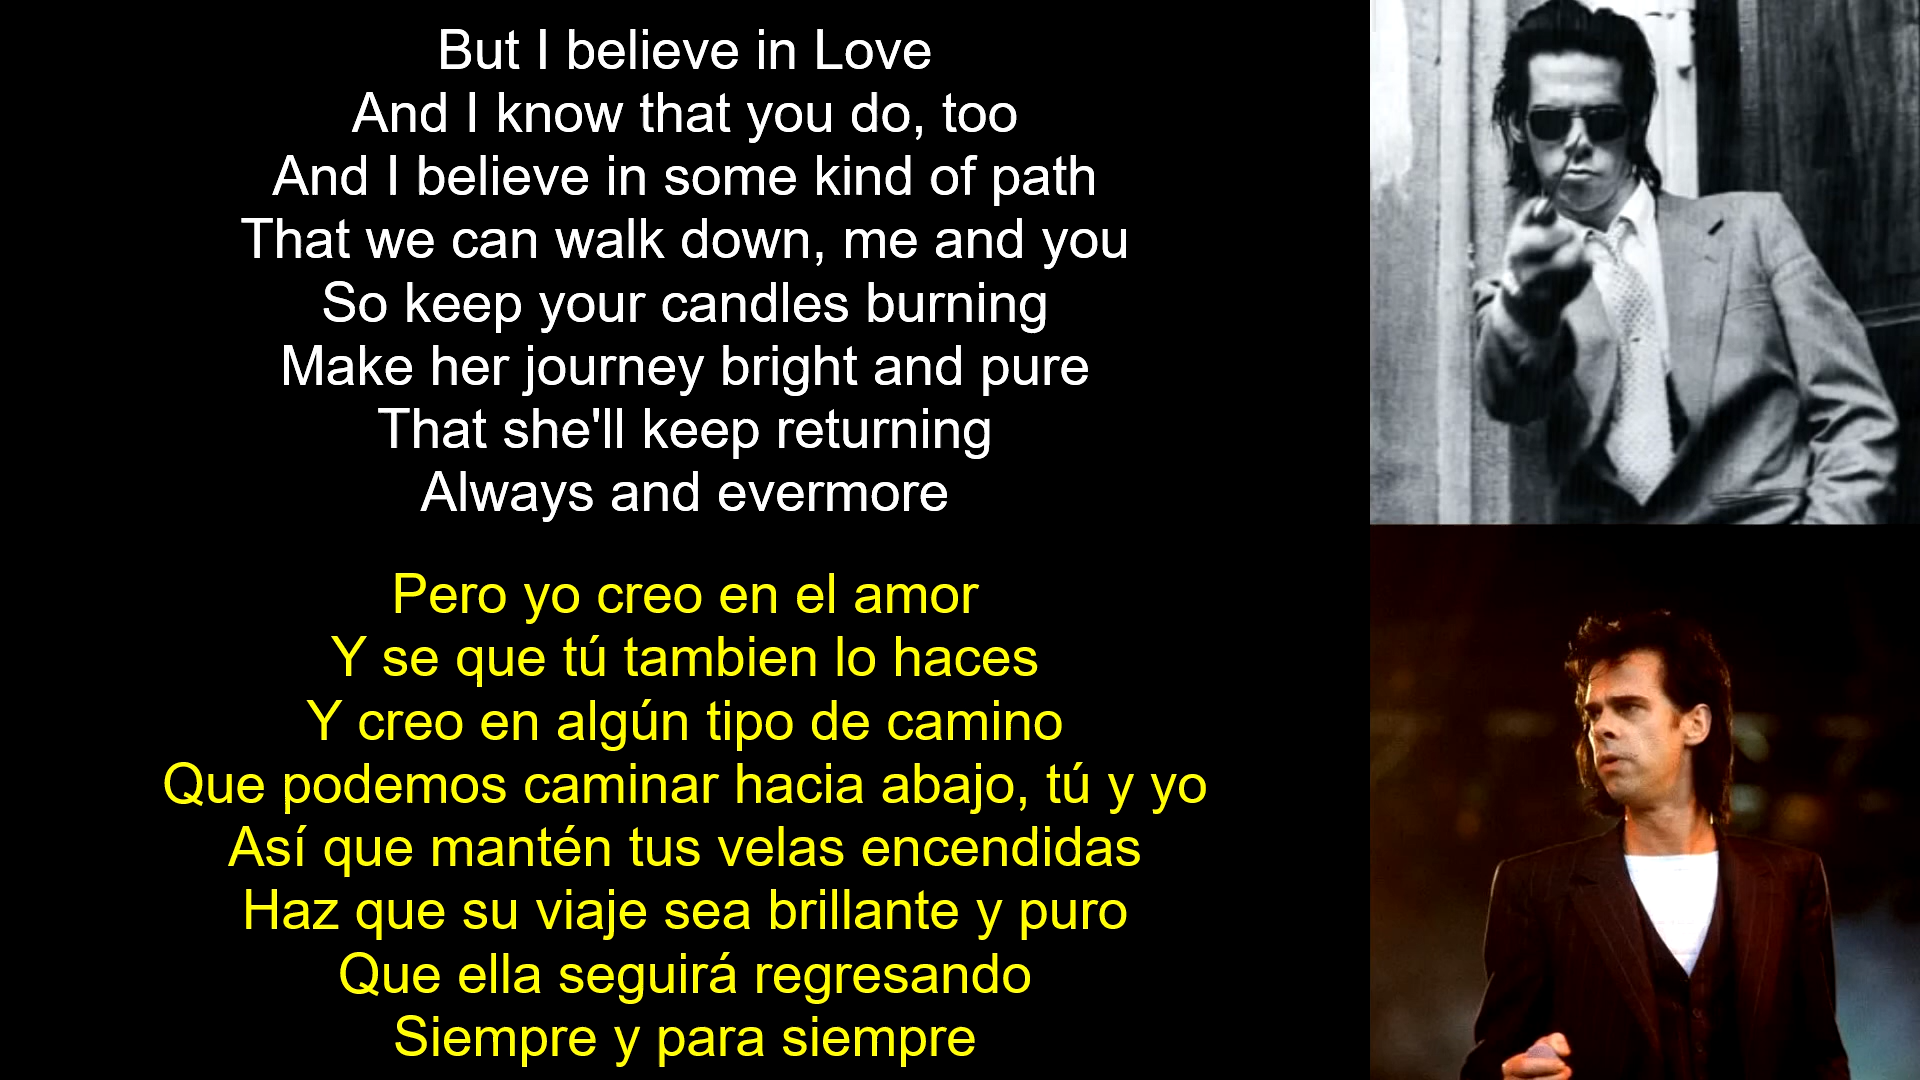 But I believe in Love
And I know that you do, too
And I believe in some kind of path
That we can walk down, me and you
So keep your candles burning
Make her journey bright and pure
That she'll keep returning
Always and evermore
Pero yo creo en el amor
Y se que tú tambien lo haces
Y creo en algún tipo de camino
Que podemos caminar hacia abajo, tú y yo
Así que mantén tus velas encendidas
Haz que su viaje sea brillante y puro
Que ella seguirá regresando
Siempre y para siempre